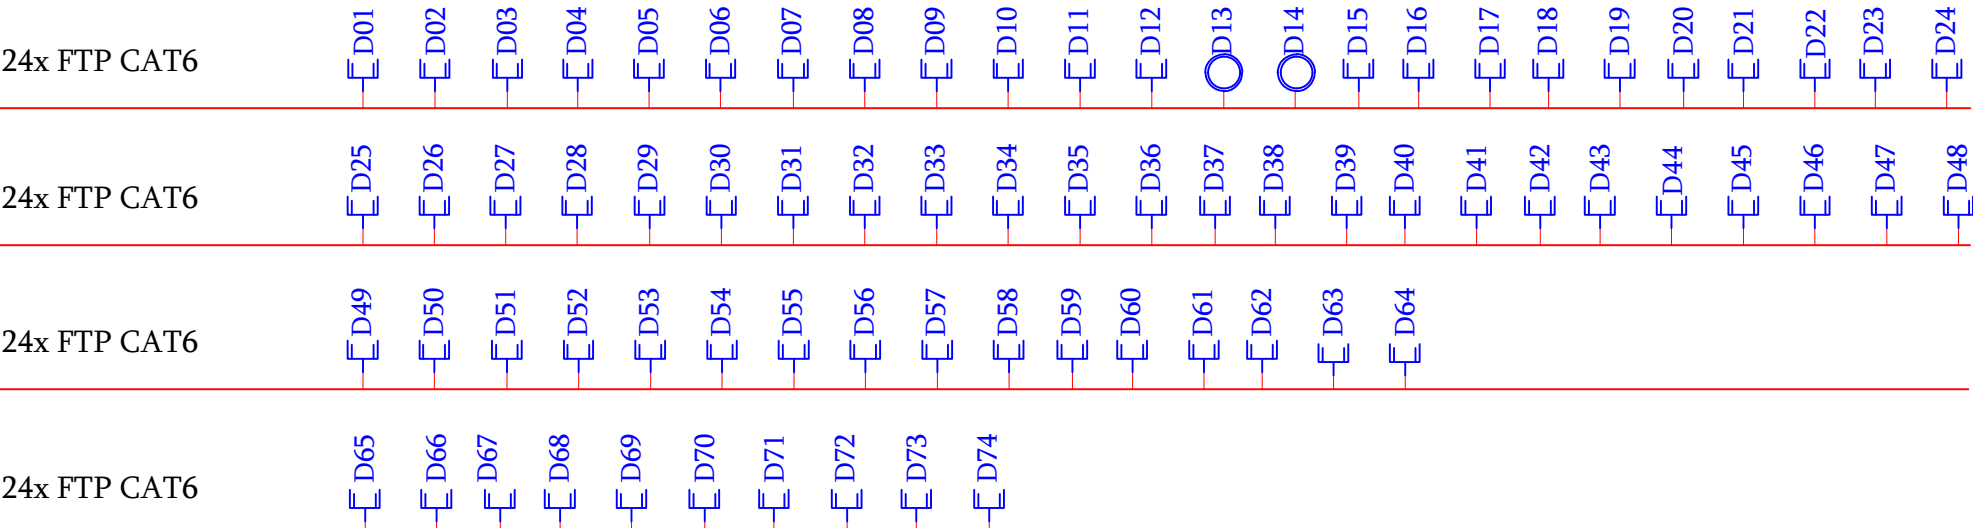 24x FTP CAT6 D01 D02 D03 D04 D05 D06 D07 D08 D09 D10 D11 D12 D13 D14 D15 D16 D17 D18 D19 D20 D21 D22 D23 D24
24x FTP CAT6 D25 D26 D27 D28 D29 D30 D31 D32 D33 D34 D35 D36 D37 D38 D39 D40 D41 D42 D43 D44 D45 D46 D47 D48
24x FTP CAT6 D49 D50 D51 D52 D53 D54 D55 D56 D57 D58 D59 D60 D61 D62 D63 D64
24x FTP CAT6 D65 D66 D67 D68 D69 D70 D71 D72 D73 D74